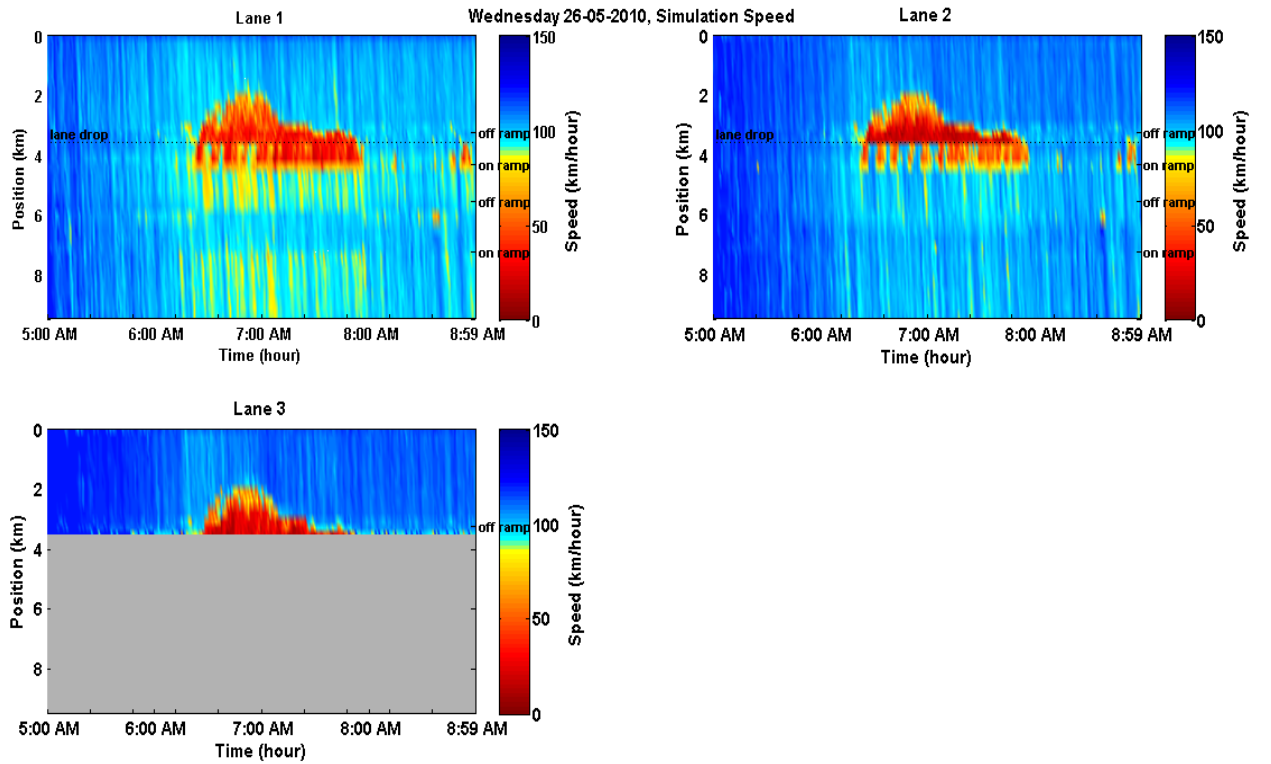 Wednesday 26-05-2010, Simulation Speed
Lane 1
0
2
4
6
8
Position (km)
lane drop
off ramp
on ramp
off ramp
on ramp
5:00 AM
6:00 AM
7:00 AM
8:00 AM
8:59 AM
Time (hour)
150
100
50
0
Speed (km/hour)
Lane 2
0
2
4
6
8
Position (km)
lane drop
off ramp
on ramp
off ramp
on ramp
5:00 AM
6:00 AM
7:00 AM
8:00 AM
8:59 AM
Time (hour)
150
100
50
0
Speed (km/hour)
Lane 3
0
2
4
6
8
Position (km)
off ramp
5:00 AM
6:00 AM
7:00 AM
8:00 AM
8:59 AM
Time (hour)
150
100
50
0
Speed (km/hour)